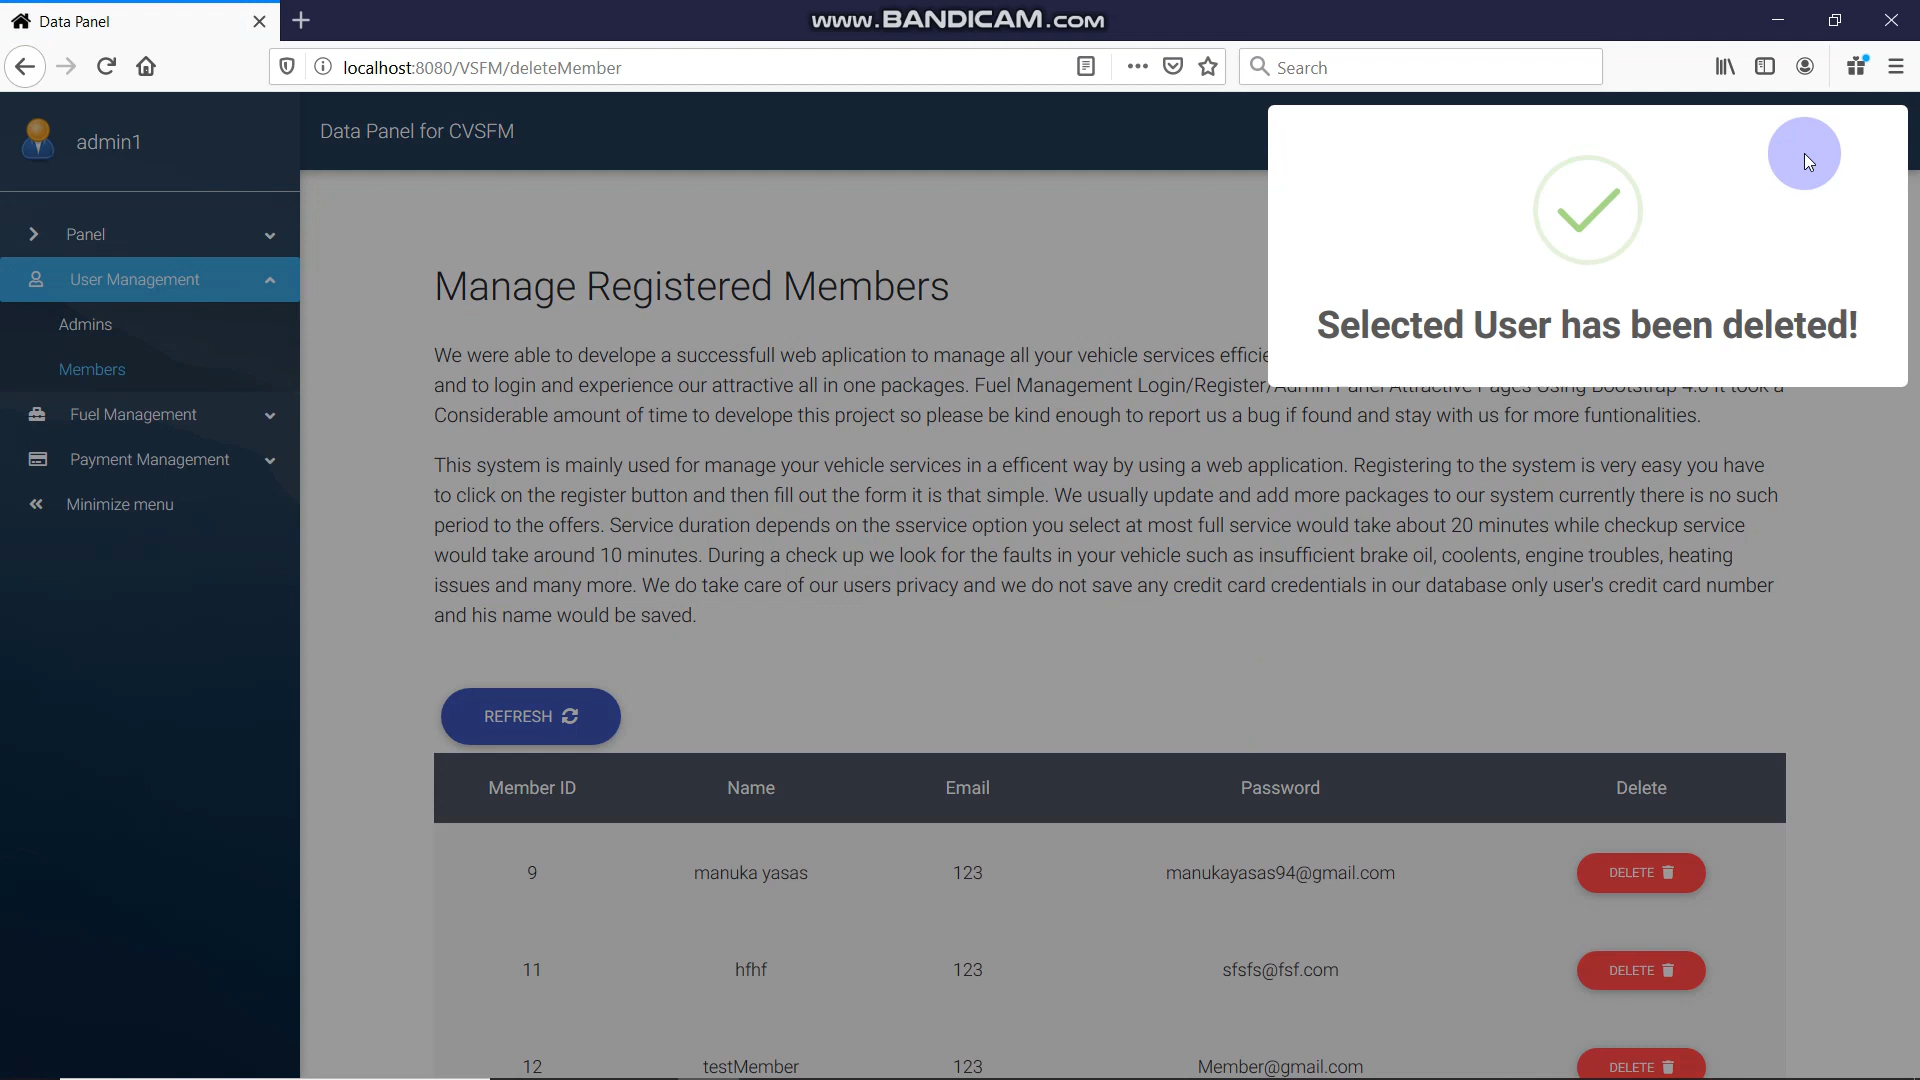 Data Panel
www.BANDICAM.com
localhost:8080/VSFM/deleteMember
Search
admin1
Data Panel for CVSFM
Selected User has been deleted!
Panel
User Management
Admins
Members
Fuel Management
Payment Management
Minimize menu
Manage Registered Members
We were able to develope a successfull web aplication to manage all your vehicle services efficie
and to login and experience our attractive all in one packages. Fuel Management Login/Register/Admin Panel Attractive Pages Using Bootstrap 4.0 It took a
Considerable amount of time to develope this project so please be kind enough to report us a bug if found and stay with us for more funtionalities.
This system is mainly used for manage your vehicle services in a efficent way by using a web application. Registering to the system is very easy you have
to click on the register button and then fill out the form it is that simple. We usually update and add more packages to our system currently there is no such
period to the offers. Service duration depends on the sservice option you select at most full service would take about 20 minutes while checkup service
would take around 10 minutes. During a check up we look for the faults in your vehicle such as insufficient brake oil, coolents, engine troubles, heating
issues and many more. We do take care of our users privacy and we do not save any credit card credentials in our database only user's credit card number
and his name would be saved.
REFRESH
Member ID Name Email Password Delete
9 manuka yasas 123 manukayasas94@gmail.com DELETE
11 hfhf 123 sfsfs@fsf.com DELETE
12 testMember 123 Member@gmail.com DELETE